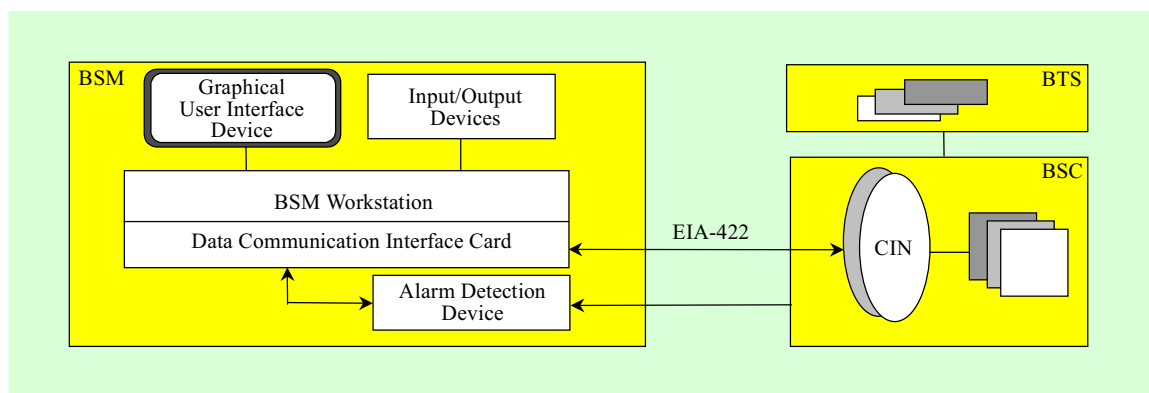 BSM
Graphical
User Interface
Device
Input/Output
Devices
BSM Workstation
Data Communication Interface Card
Alarm Detection
Device
EIA-422
BTS
BSC
CIN